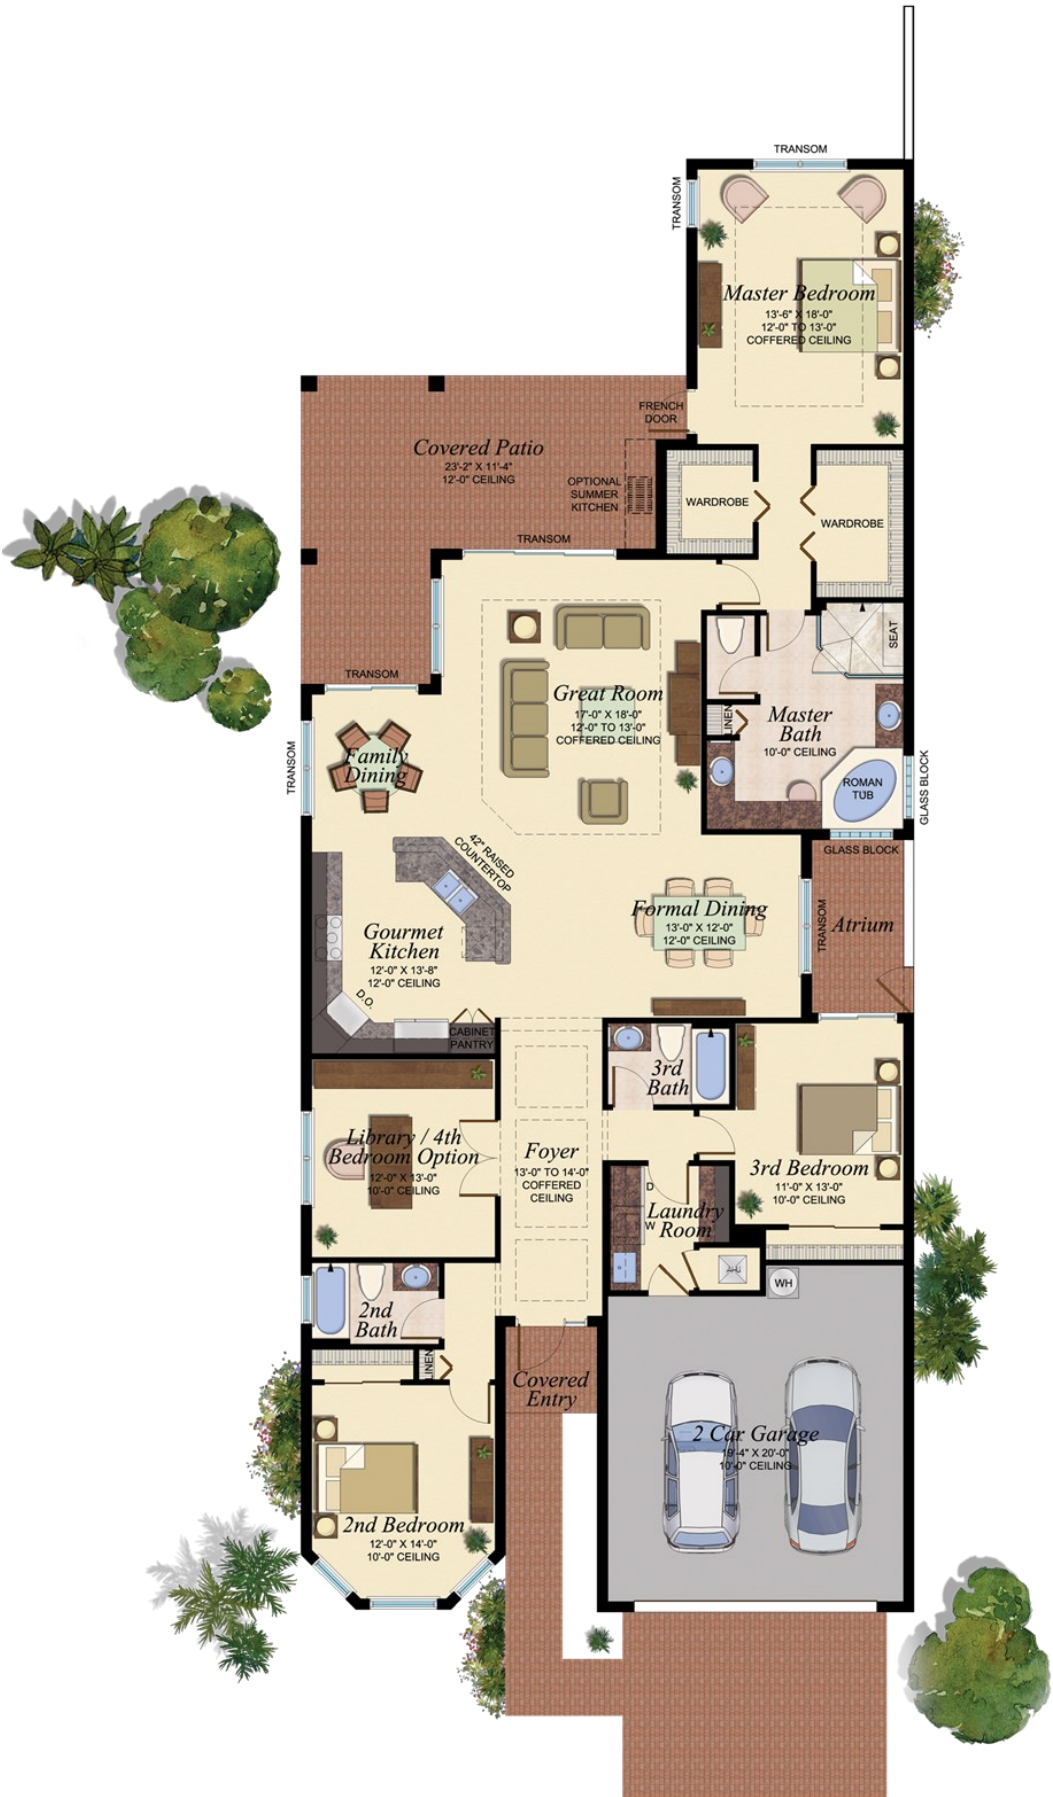 TRANSOM
TRANSOM
Master Bedroom
13'-6" X 18'-0"
12'-0" TO 13'-0"
COFFERED CEILING
FRENCH
DOOR
Covered Patio
23'-2" X 11'-4"
12'-0" CEILING
OPTIONAL
SUMMER
KITCHEN
WARDROBE
WARDROBE
TRANSOM
SEAT
TRANSOM
Great Room
17'-0" X 18'-0"
12'-0" TO 13'-0"
COFFERED CEILING
LINEN
Master
Bath
10'-0" CEILING
TRANSOM
Family
Dining
ROMAN
TUB
GLASS BLOCK
GLASS BLOCK
42" RAISED
COUNTERTOP
Formal Dining
13'-0" X 12'-0"
12'-0" CEILING
TRANSOM
Atrium
Gourmet
Kitchen
12'-0" X 13'-8"
12'-0" CEILING
D.O.
CABINET
PANTRY
3rd
Bath
Library / 4th
Bedroom Option
12'-0" X 13'-0"
10'-0" CEILING
Foyer
13'-0" TO 14'-0"
COFFERED
CEILING
3rd Bedroom
11'-0" X 13'-0"
10'-0" CEILING
D
W
Laundry
Room
AHU
WH
2nd
Bath
LINEN
Covered
Entry
2 Car Garage
19'-4" X 20'-0"
10'-0" CEILING
2nd Bedroom
12'-0" X 14'-0"
10'-0" CEILING